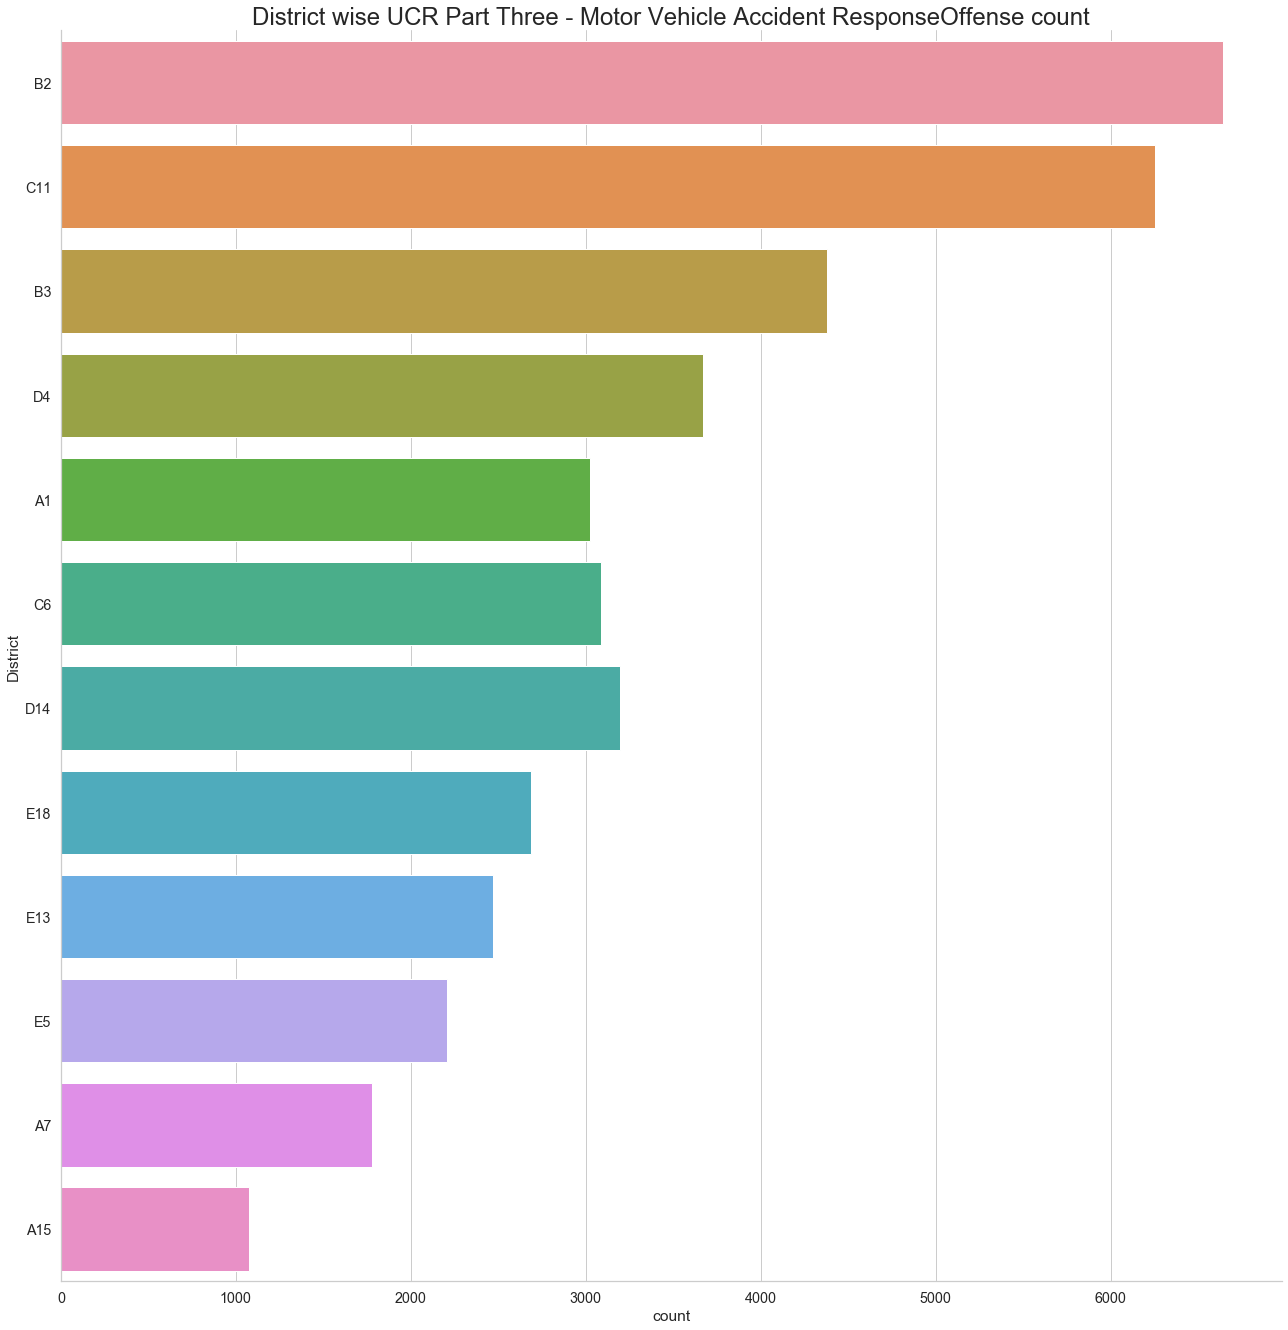 District wise UCR Part Three - Motor Vehicle Accident ResponseOffense count
B2
C11
B3
D4
A1
C6
District
D14
E18
E13
E5
A7
A15
0 1000 2000 3000 4000 5000 6000
count